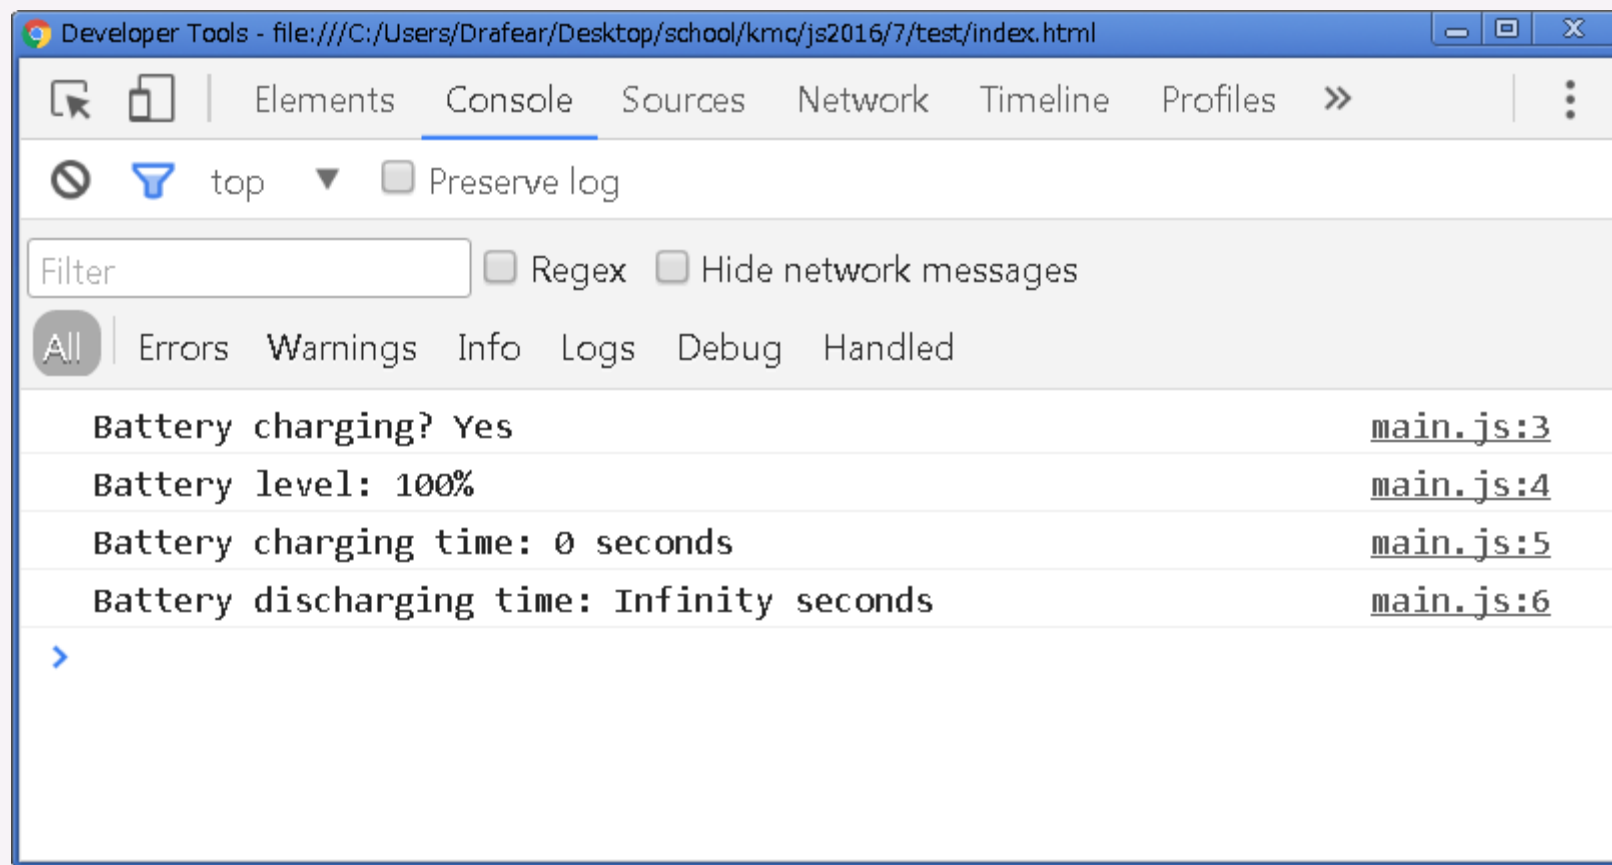 Developer Tools - file:///C:/Users/Drafear/Desktop/school/kmc/js2016/7/test/index.html
Elements Console Sources Network Timeline Profiles »
top ▼ Preserve log
Filter Regex Hide network messages
All Errors Warnings Info Logs Debug Handled
Battery charging? Yes main.js:3
Battery level: 100% main.js:4
Battery charging time: 0 seconds main.js:5
Battery discharging time: Infinity seconds main.js:6
>